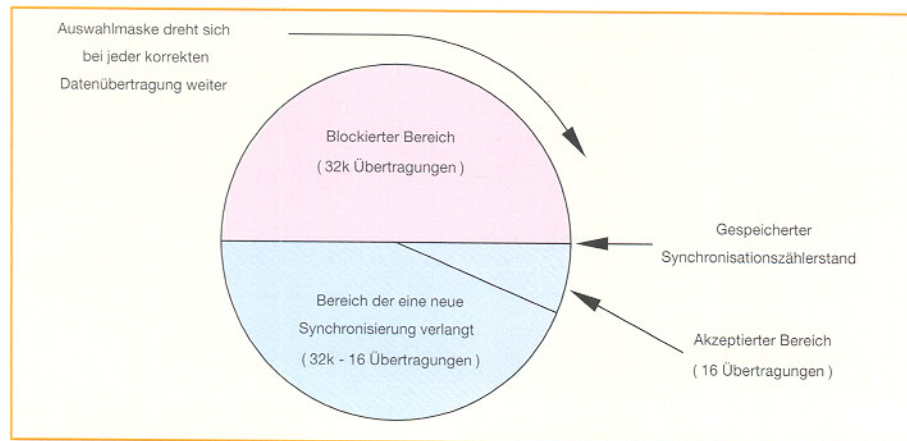 Auswahlmaske dreht sich
bei jeder korrekten
Datenübertragung weiter
Blockierter Bereich
( 32k Übertragungen )
Gespeicherter
Synchronisationszählerstand
Bereich der eine neue
Synchronisierung verlangt
( 32k - 16 Übertragungen )
Akzeptierter Bereich
( 16 Übertragungen )